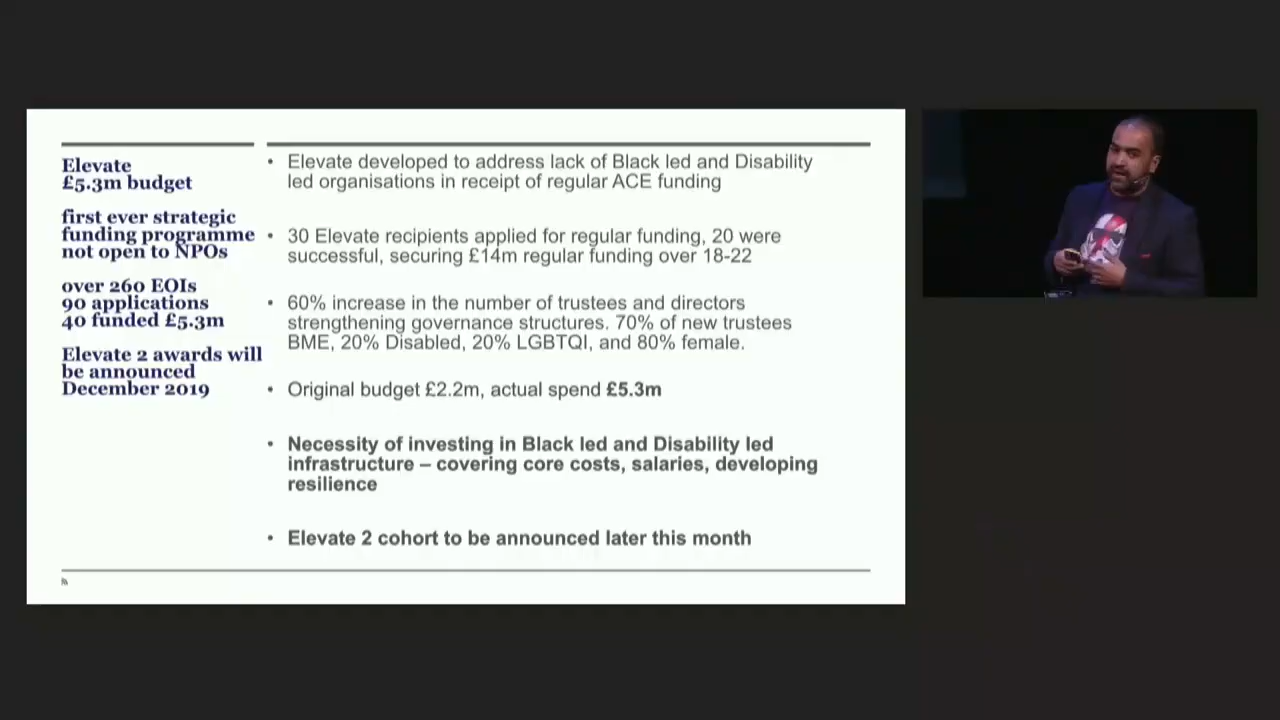 Elevate
£5.3m budget
first ever strategic
funding programme
not open to NPOs
over 260 EOIs
90 applications
40 funded £5.3m
Elevate 2 awards will
be announced
December 2019
• Elevate developed to address lack of Black led and Disability
led organisations in receipt of regular ACE funding
• 30 Elevate recipients applied for regular funding, 20 were
successful, securing £14m regular funding over 18-22
• 60% increase in the number of trustees and directors
strengthening governance structures. 70% of new trustees
BME, 20% Disabled, 20% LGBTQI, and 80% female.
• Original budget £2.2m, actual spend £5.3m
• Necessity of investing in Black led and Disability led
infrastructure – covering core costs, salaries, developing
resilience
• Elevate 2 cohort to be announced later this month